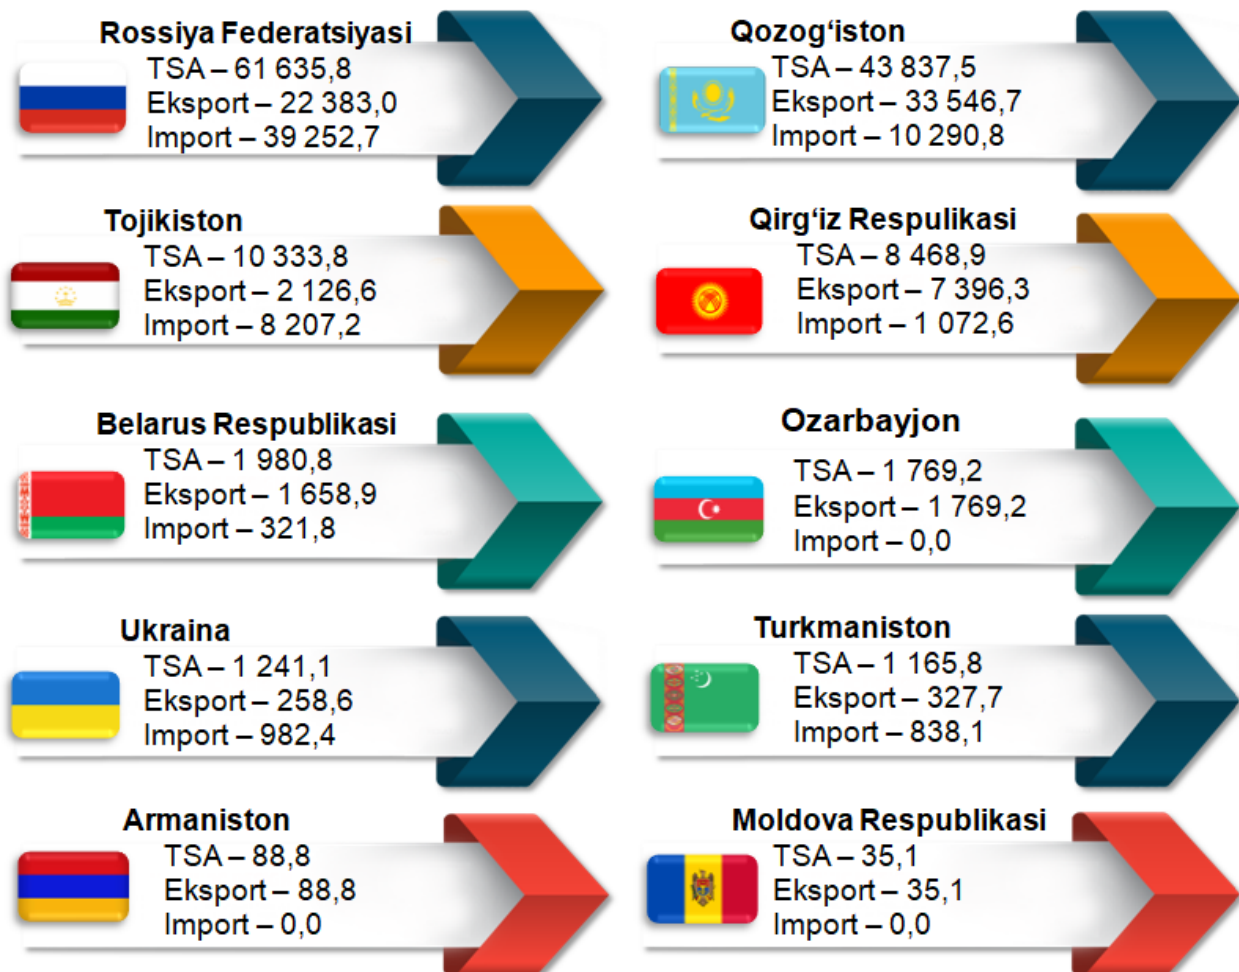 Rossiya Federatsiyasi
TSA – 61 635,8
Eksport – 22 383,0
Import – 39 252,7
Qozog‘iston
TSA – 43 837,5
Eksport – 33 546,7
Import – 10 290,8
Tojikiston
TSA – 10 333,8
Eksport – 2 126,6
Import – 8 207,2
Qirg‘iz Respulikasi
TSA – 8 468,9
Eksport – 7 396,3
Import – 1 072,6
Belarus Respublikasi
TSA – 1 980,8
Eksport – 1 658,9
Import – 321,8
Ozarbayjon
TSA – 1 769,2
Eksport – 1 769,2
Import – 0,0
Ukraina
TSA – 1 241,1
Eksport – 258,6
Import – 982,4
Turkmaniston
TSA – 1 165,8
Eksport – 327,7
Import – 838,1
Armaniston
TSA – 88,8
Eksport – 88,8
Import – 0,0
Moldova Respublikasi
TSA – 35,1
Eksport – 35,1
Import – 0,0